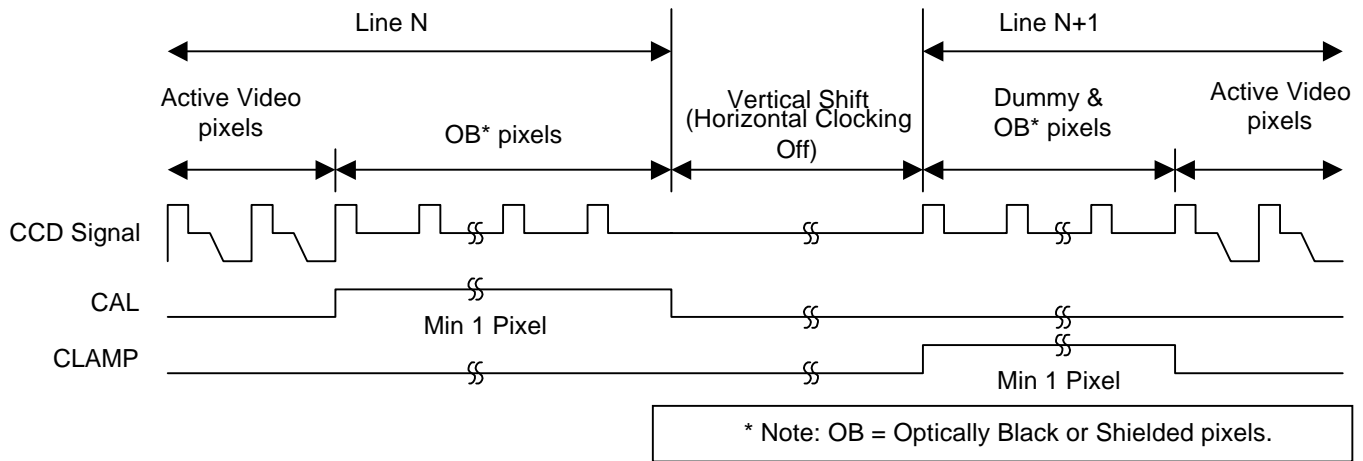 Line N
Line N+1
Active Video
pixels
OB* pixels
Vertical Shift
(Horizontal Clocking
Off)
Dummy &
OB* pixels
Active Video
pixels
CCD Signal
CAL
Min 1 Pixel
CLAMP
Min 1 Pixel
* Note: OB = Optically Black or Shielded pixels.